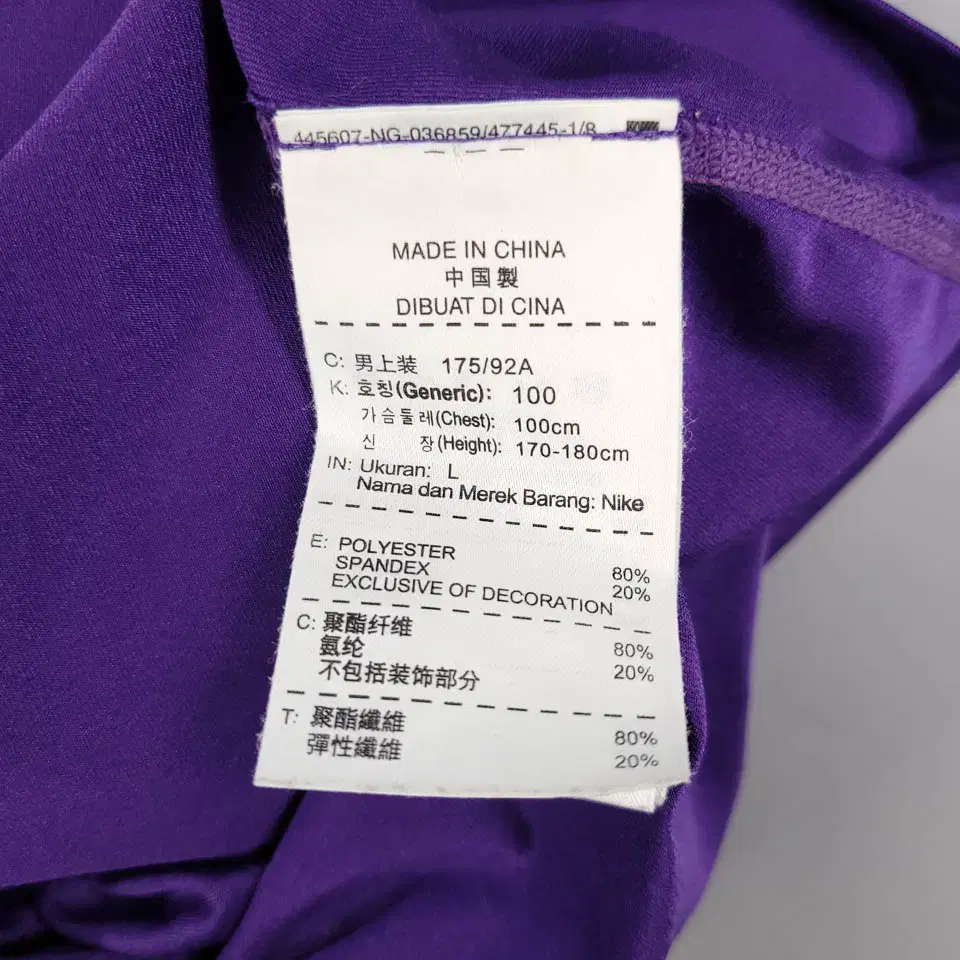 445607-NG-036859/477445-1/8
MADE IN CHINA
中国製
DIBUAT DI CINA
C: 男上装 175/92A
K: 호칭(Generic): 100
가슴둘레(Chest): 100cm
신 장(Height): 170-180cm
IN: Ukuran: L
Nama dan Merek Barang: Nike
E: POLYESTER 80%
SPANDEX 20%
EXCLUSIVE OF DECORATION
C: 聚酯纤维 80%
氨纶 20%
不包括装饰部分
T: 聚酯纖維 80%
彈性纖維 20%